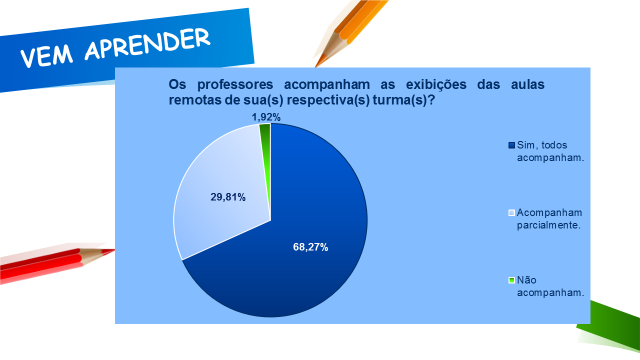 VEM APRENDER
Os professores acompanham as exibições das aulas
remotas de sua(s) respectiva(s) turma(s)?
1,92%
29,81%
68,27%
Sim, todos
acompanham.
Acompanham
parcialmente.
Não
acompanham.